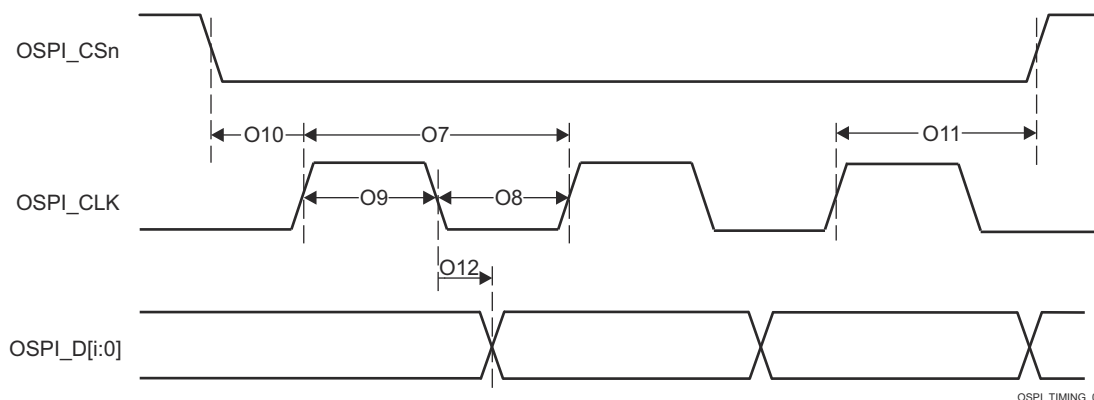 OSPI_CSn
O10
O7
O11
OSPI_CLK
O9
O8
O12
OSPI_D[i:0]